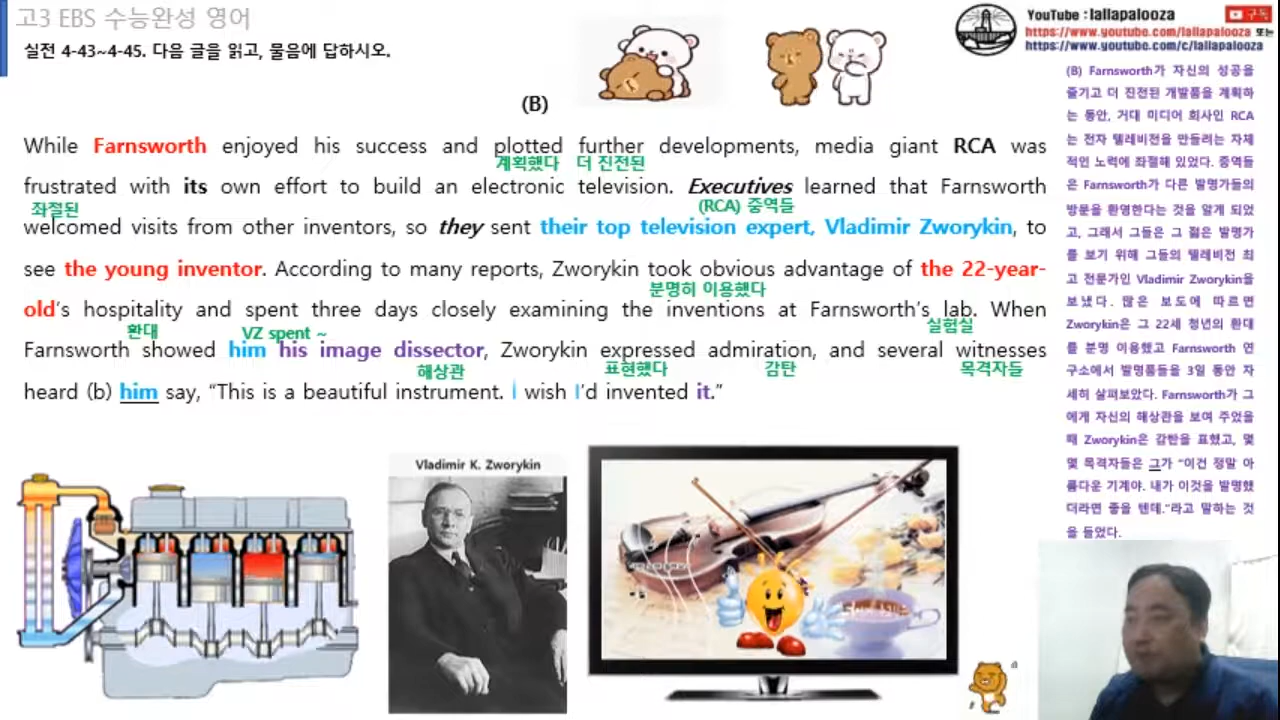 고3 EBS 수능완성 영어
실전 4-43~4-45. 다음 글을 읽고, 물음에 답하시오.
YouTube : lallapalooza
구독
https://www.youtube.com/lallapalooza 또는
https://www.youtube.com/c/lallapalooza
(B)
While Farnsworth enjoyed his success and plotted further developments, media giant RCA was
계획했다 더 진전된
frustrated with its own effort to build an electronic television. Executives learned that Farnsworth
좌절된 (RCA) 중역들
welcomed visits from other inventors, so they sent their top television expert, Vladimir Zworykin, to
see the young inventor. According to many reports, Zworykin took obvious advantage of the 22-year-
분명히 이용했다
old's hospitality and spent three days closely examining the inventions at Farnsworth's lab. When
환대 VZ spent ~ 실험실
Farnsworth showed him his image dissector, Zworykin expressed admiration, and several witnesses
해상관 표현했다 감탄 목격자들
heard (b) him say, “This is a beautiful instrument. I wish I'd invented it.”
(B) Farnsworth가 자신의 성공을
즐기고 더 진전된 개발품을 계획하
는 동안, 거대 미디어 회사인 RCA
는 전자 텔레비전을 만들려는 자체
적인 노력에 좌절해 있었다. 중역들
은 Farnsworth가 다른 발명가들의
방문을 환영한다는 것을 알게 되었
고, 그래서 그들은 그 젊은 발명가
를 보기 위해 그들의 텔레비전 최
고 전문가인 Vladimir Zworykin을
보냈다. 많은 보도에 따르면
Zworykin은 그 22세 청년의 환대
를 분명 이용했고 Farnsworth 연
구소에서 발명품들을 3일 동안 자
세히 살펴보았다. Farnsworth가 그
에게 자신의 해상관을 보여 주었을
때 Zworykin은 감탄을 표했고, 몇
몇 목격자들은 그가 “이건 정말 아
름다운 기계야. 내가 이것을 발명했
더라면 좋을 텐데.”라고 말하는 것
을 들었다.
Vladimir K. Zworykin